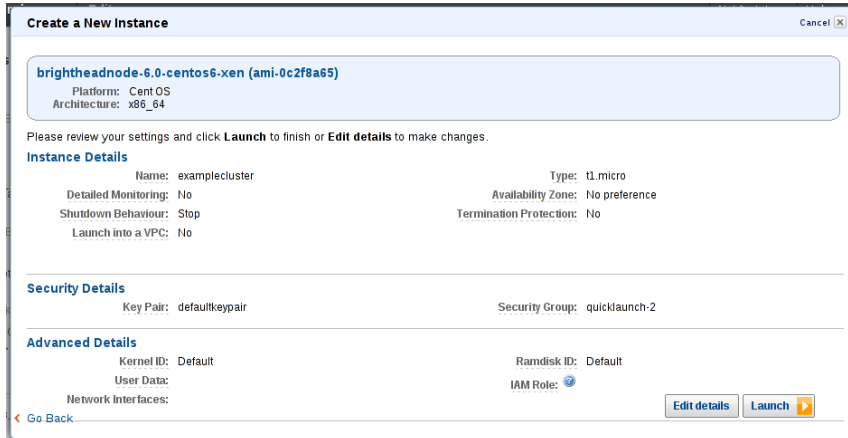 Create a New Instance
Cancel
brightheadnode-6.0-centos6-xen (ami-0c2f8a65)
Platform: Cent OS
Architecture: x86_64
Please review your settings and click Launch to finish or Edit details to make changes.
Instance Details
Name: examplecluster Type: t1.micro
Detailed Monitoring: No Availability Zone: No preference
Shutdown Behaviour: Stop Termination Protection: No
Launch into a VPC: No
Security Details
Key Pair: defaultkeypair Security Group: quicklaunch-2
Advanced Details
Kernel ID: Default Ramdisk ID: Default
User Data: IAM Role:
Network Interfaces:
Edit details Launch
Go Back